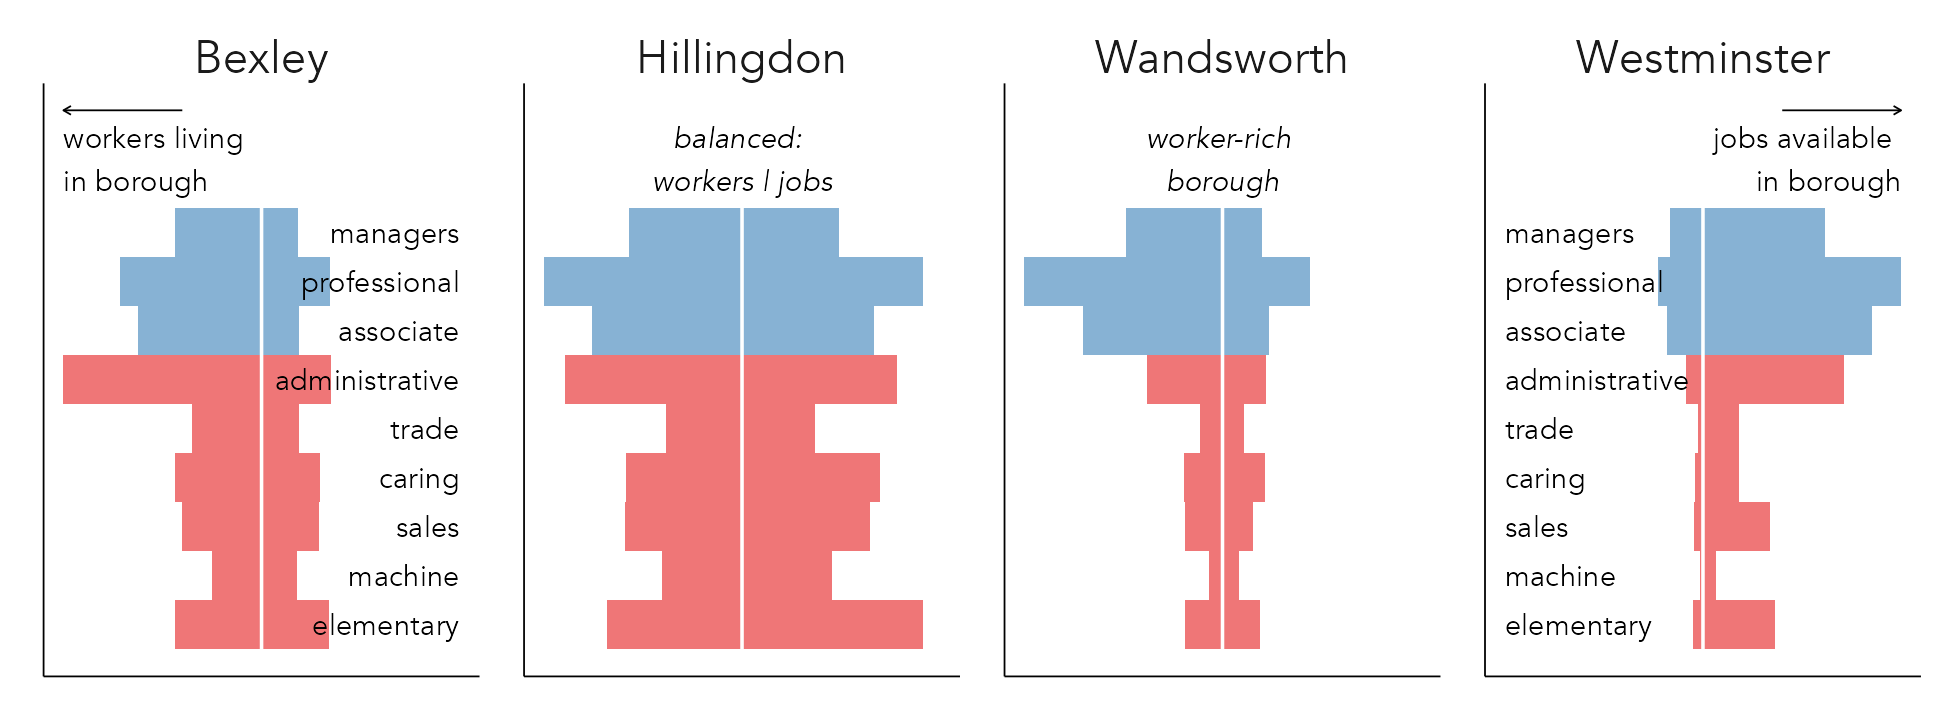 Bexley
workers living
in borough
managers
professional
associate
administrative
trade
caring
sales
machine
elementary
Hillingdon
balanced:
workers | jobs
Wandsworth
worker-rich
borough
Westminster
jobs available
in borough
managers
professional
associate
administrative
trade
caring
sales
machine
elementary